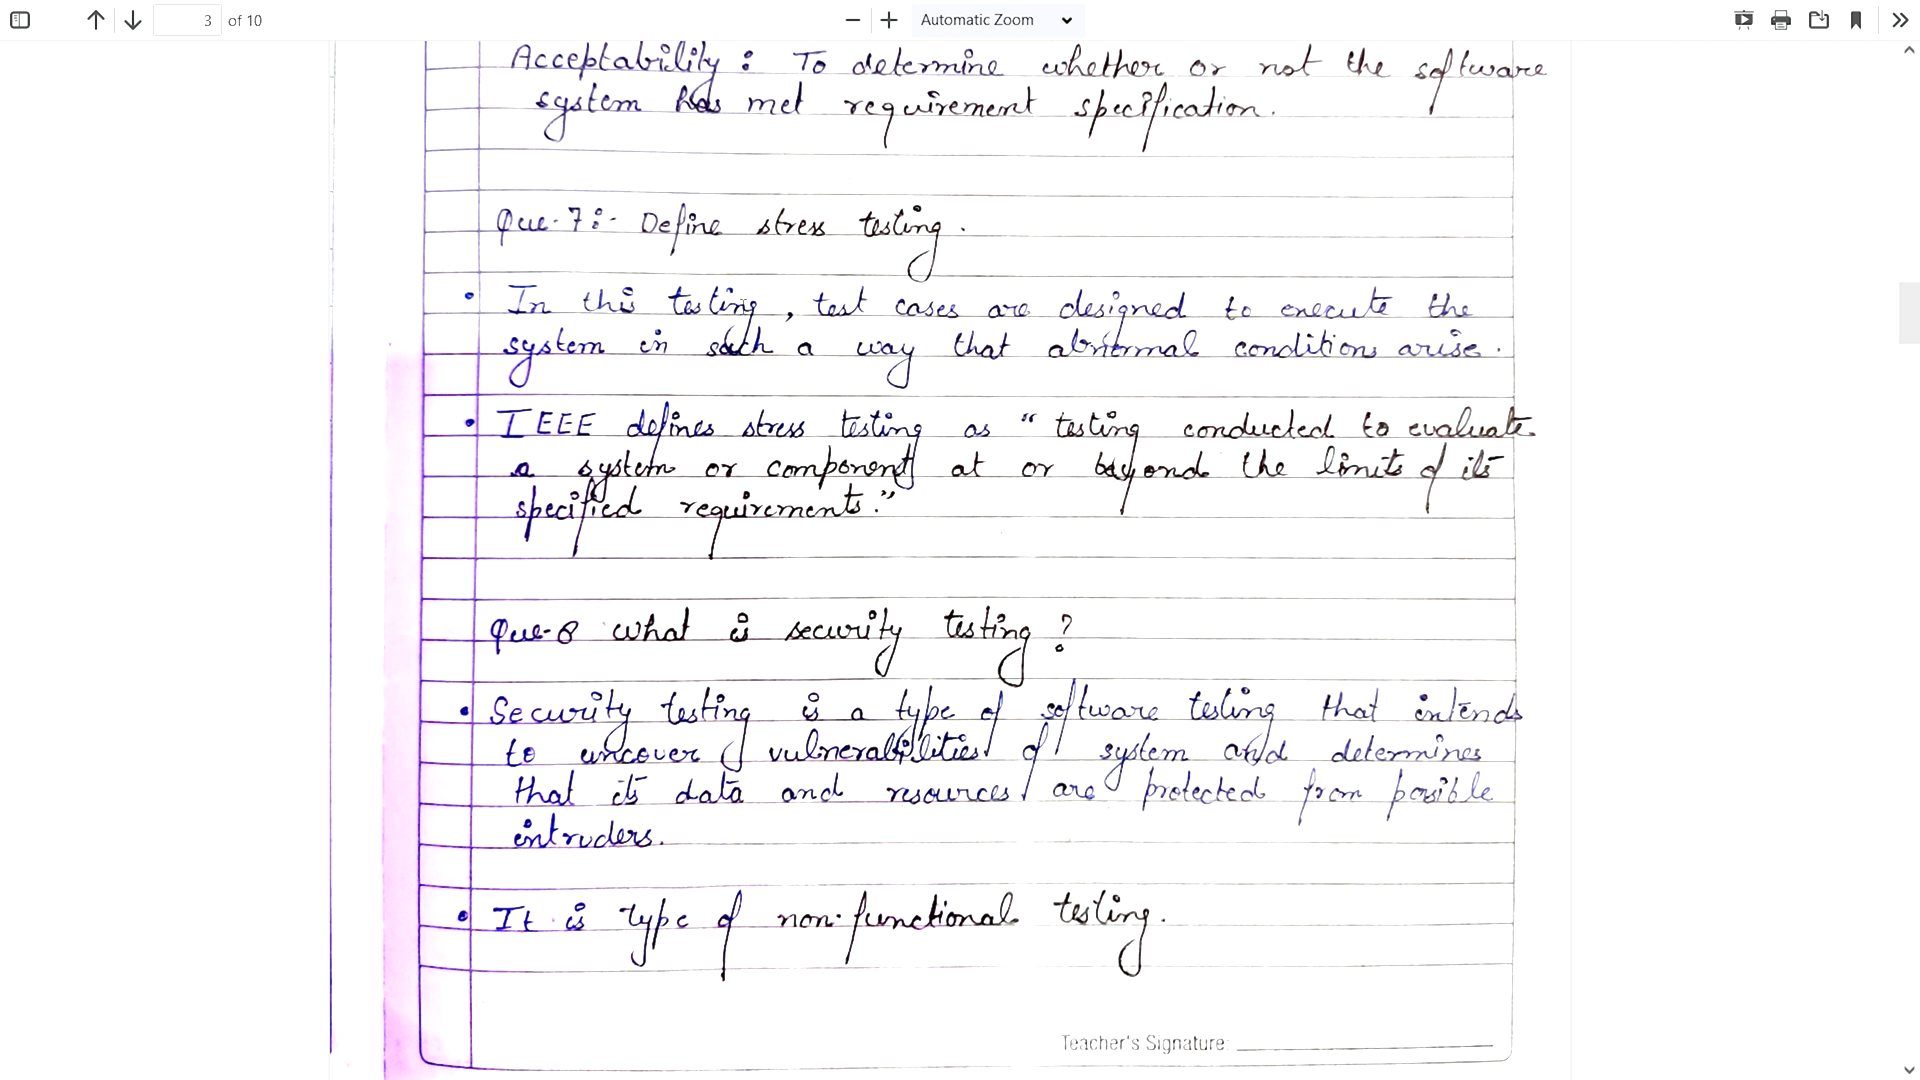 3 of 10
Automatic Zoom
Acceptability : To determine whether or not the software
system has met requirement specification.
Que-7:- Define stress testing.
• In this testing, test cases are designed to execute the
system in such a way that abnormal conditions arise.
• IEEE defines stress testing as "testing conducted to evaluate
a system or component at or beyond the limits of its
specified requirements."
Que-8 what is security testing?
• Security testing is a type of software testing that intends
to uncover vulnerabilities of system and determines
that its data and resources are protected from possible
intruders.
• It is type of non-functional testing.
Teacher's Signature